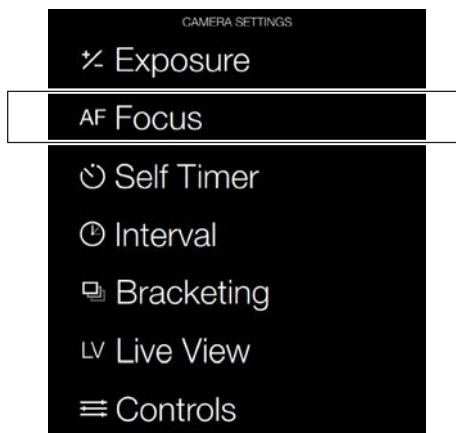 CAMERA SETTINGS
Exposure
AF Focus
Self Timer
Interval
Bracketing
LV Live View
Controls